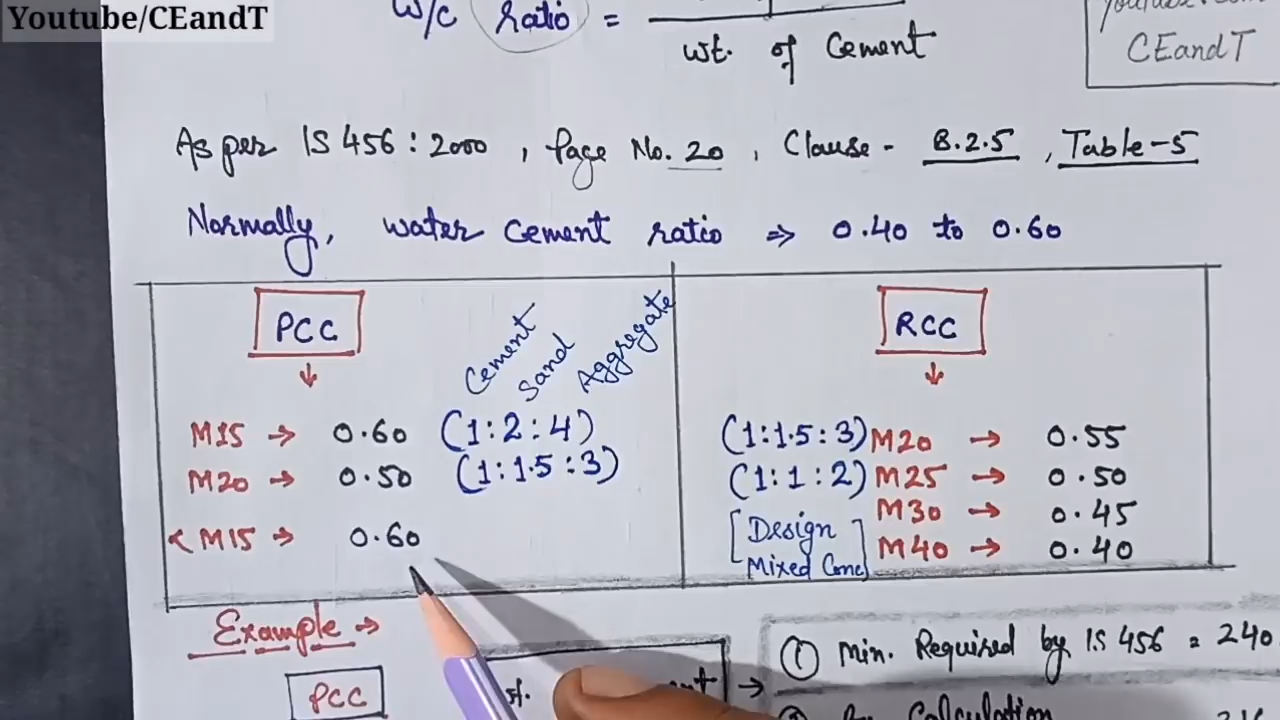 Youtube/CEandT
W/C ratio =
wt. of Cement
CEandT
As per IS 456 : 2000 , Page No. 20 , Clause - 8.2.5 , Table-5
Normally, water cement ratio ⇒ 0.40 to 0.60
PCC
Cement Sand Aggregate
M15 → 0.60 (1:2:4)
M20 → 0.50 (1:1.5:3)
< M15 → 0.60
RCC
(1:1.5:3) M20 → 0.55
(1:1:2) M25 → 0.50
M30 → 0.45
[Design
Mixed Conc] M40 → 0.40
Example →
PCC
① Min. Required by I.S 456 = 240
Calculation